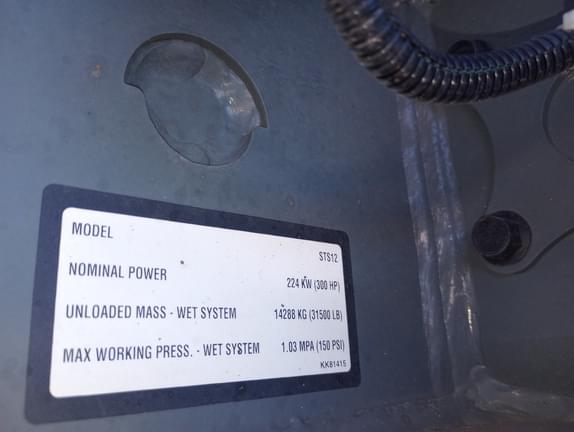 MODEL STS12
NOMINAL POWER 224 KW (300 HP)
UNLOADED MASS - WET SYSTEM 14288 KG (31500 LB)
MAX WORKING PRESS. - WET SYSTEM 1.03 MPA (150 PSI)
KK81415